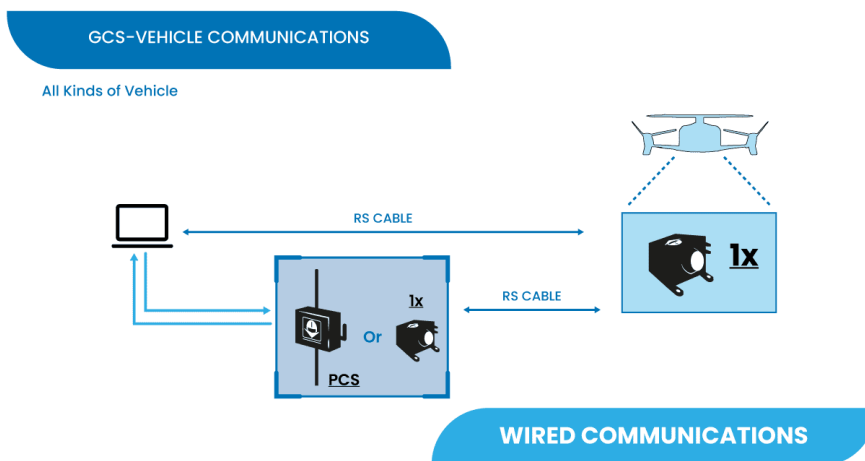 GCS-VEHICLE COMMUNICATIONS
All Kinds of Vehicle
RS CABLE
1x
1x
RS CABLE
Or
PCS
WIRED COMMUNICATIONS